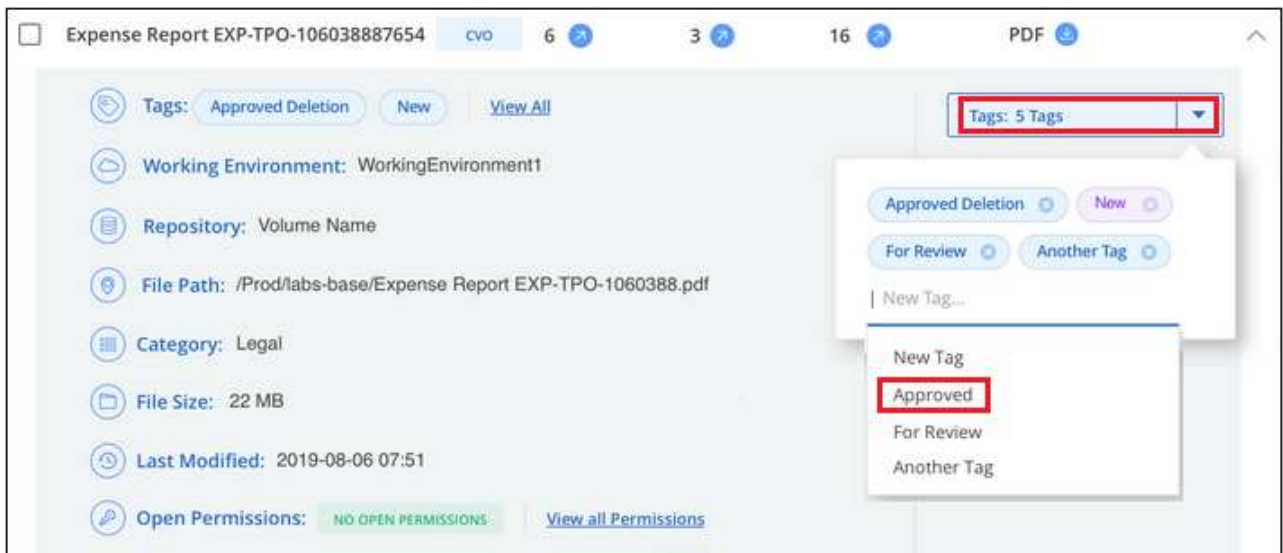 Expense Report EXP-TPO-106038887654 CVO 6 3 16 PDF
Tags: Approved Deletion New View All
Tags: 5 Tags
Working Environment: WorkingEnvironment1
Approved Deletion New
Repository: Volume Name
For Review Another Tag
File Path: /Prod/labs-base/Expense Report EXP-TPO-1060388.pdf
New Tag...
Category: Legal
New Tag
File Size: 22 MB
Approved
For Review
Last Modified: 2019-08-06 07:51
Another Tag
Open Permissions: NO OPEN PERMISSIONS View all Permissions